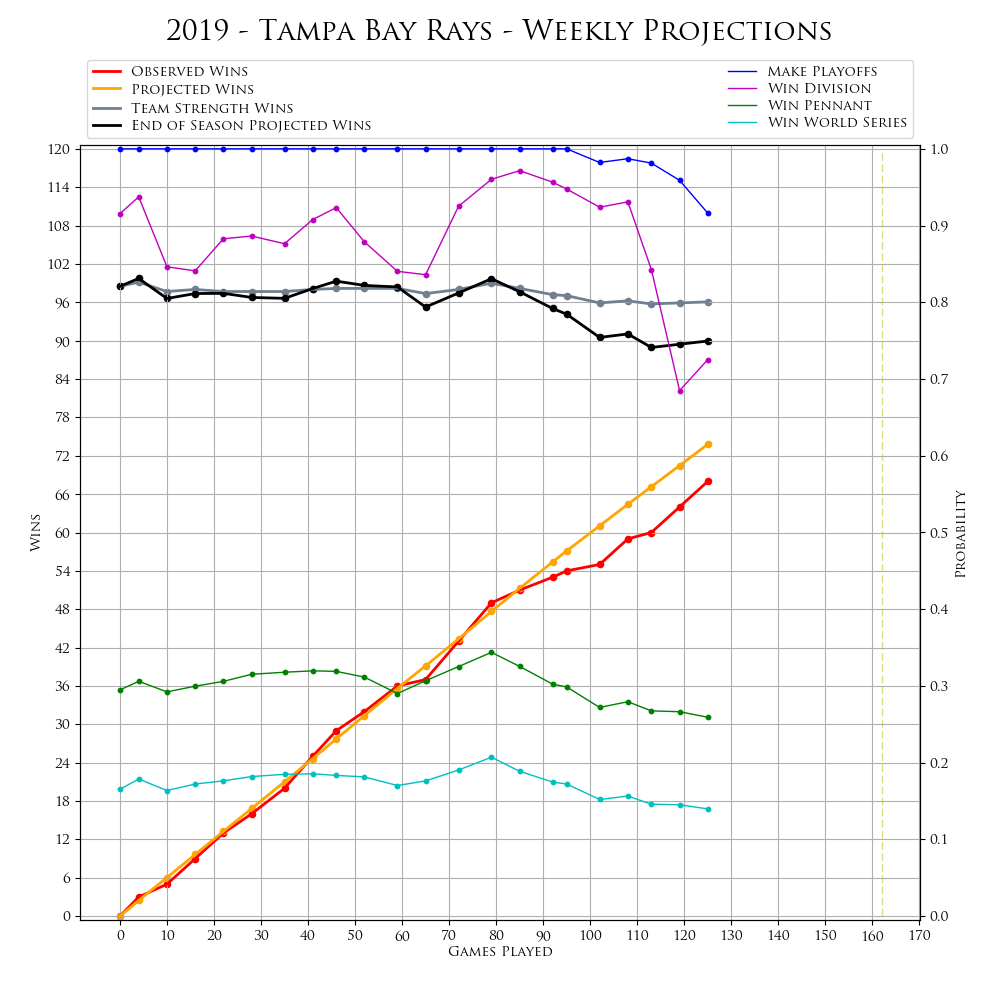 2019 - Tampa Bay Rays - Weekly Projections
Observed Wins
Projected Wins
Team Strength Wins
End of Season Projected Wins
Make Playoffs
Win Division
Win Pennant
Win World Series
120
114
108
102
96
90
84
78
72
66
60
54
48
42
36
30
24
18
12
6
0
Wins
1.0
0.9
0.8
0.7
0.6
0.5
0.4
0.3
0.2
0.1
0.0
Probability
0 10 20 30 40 50 60 70 80 90 100 110 120 130 140 150 160 170
Games Played